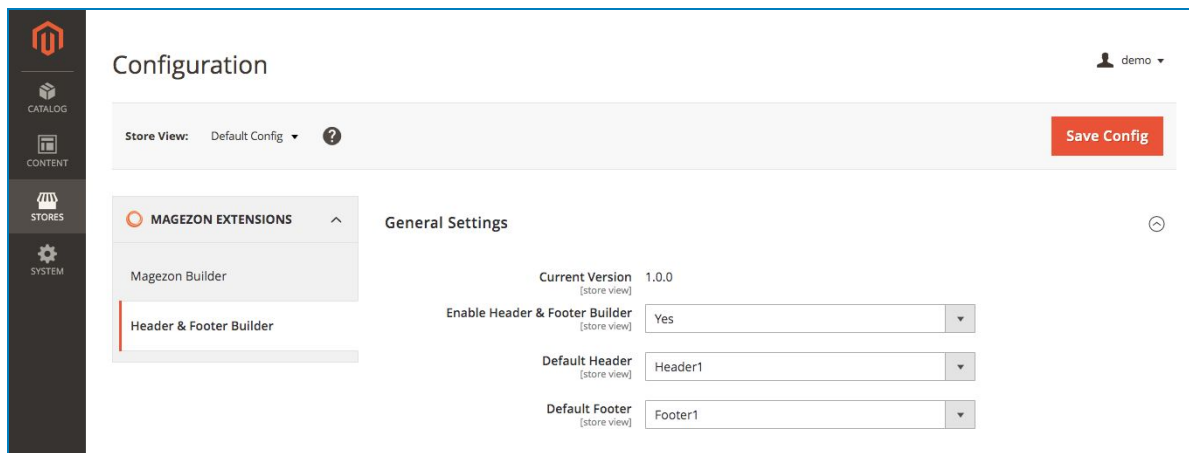 Configuration
demo
CATALOG
CONTENT
STORES
SYSTEM
Store View: Default Config
?
Save Config
MAGEZON EXTENSIONS
Magezon Builder
Header & Footer Builder
General Settings
Current Version 1.0.0
[store view]
Enable Header & Footer Builder Yes
[store view]
Default Header Header1
[store view]
Default Footer Footer1
[store view]